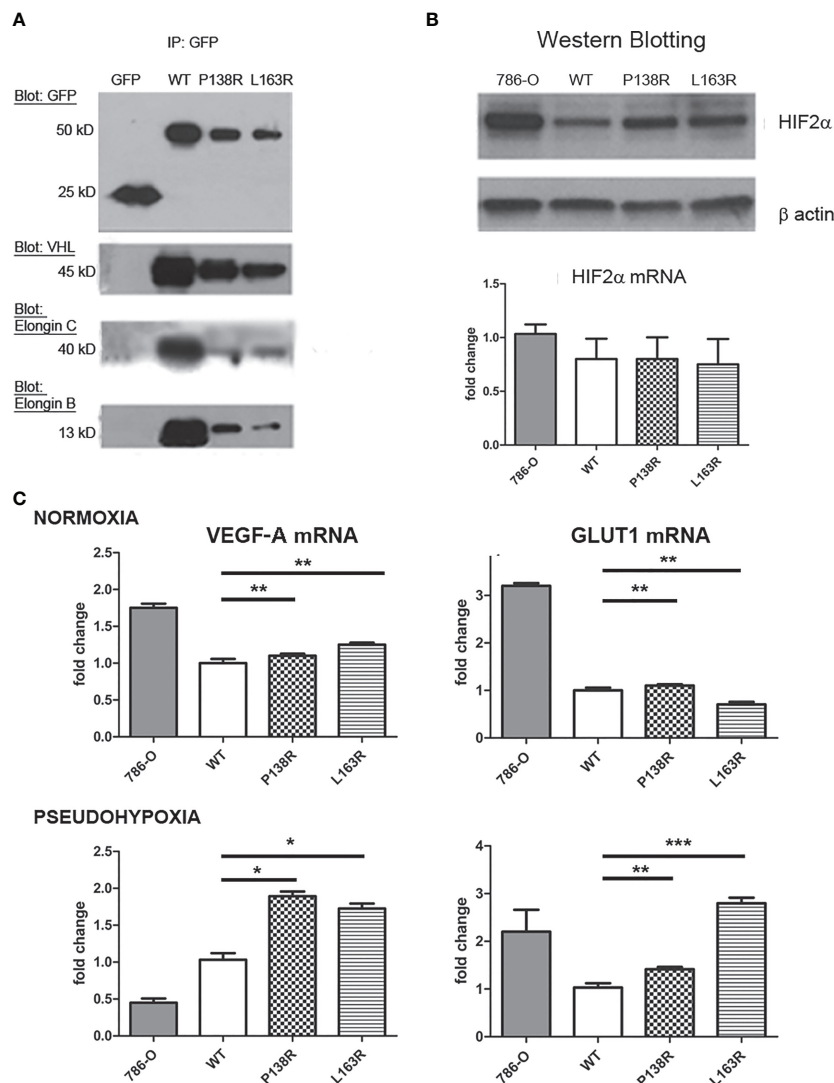 A
IP: GFP
GFP WT P138R L163R
Blot: GFP
50 kD
25 kD
Blot: VHL
45 kD
Blot:
Elongin C
40 kD
Blot:
Elongin B
13 kD
B
Western Blotting
786-O WT P138R L163R
HIF2α
β actin
HIF2α mRNA
fold change
1.5
1.0
0.5
0.0
786-O WT P138R L163R
C
NORMOXIA
VEGF-A mRNA
fold change
2.5
2.0
1.5
1.0
0.5
0.0
**
**
786-O WT P138R L163R
GLUT1 mRNA
fold change
3
2
1
0
**
**
786-O WT P138R L163R
PSEUDOHYPOXIA
fold change
2.5
2.0
1.5
1.0
0.5
0.0
*
*
786-O WT P138R L163R
fold change
4
3
2
1
0
***
**
786-O WT P138R L163R